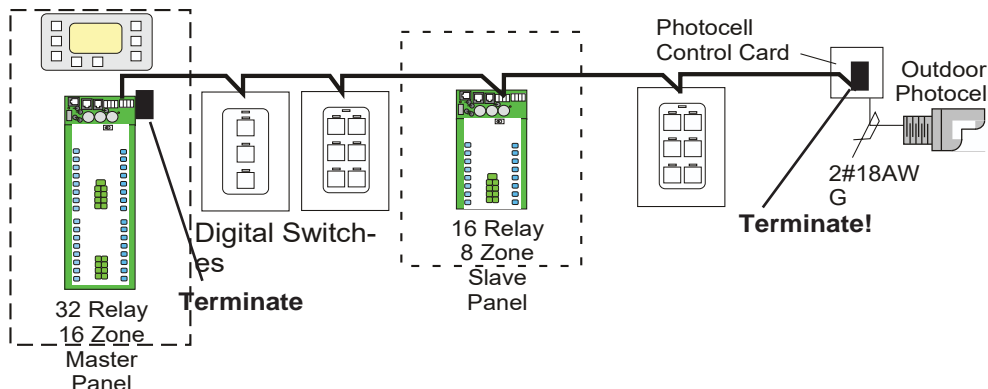 Photocell
Control Card
Outdoor
Photocel
2#18AW
G
Terminate!
Digital Switch-
es
Terminate
16 Relay
8 Zone
Slave
Panel
32 Relay
16 Zone
Master
Panel